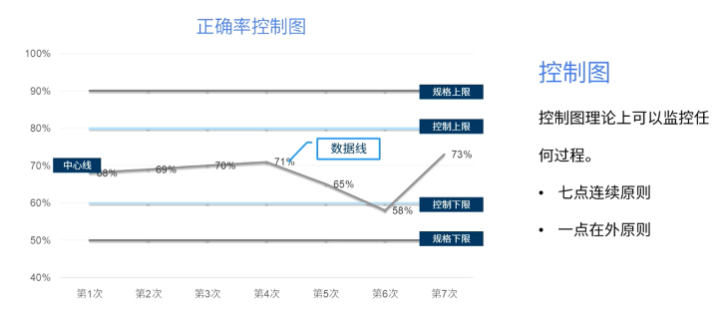 正确率控制图
100%
90%
80%
70%
60%
50%
40%
规格上限
控制上限
数据线
中心线
68%
69%
70%
71%
65%
58%
73%
控制下限
规格下限
第1次
第2次
第3次
第4次
第5次
第6次
第7次
控制图
控制图理论上可以监控任
何过程。
• 七点连续原则
• 一点在外原则